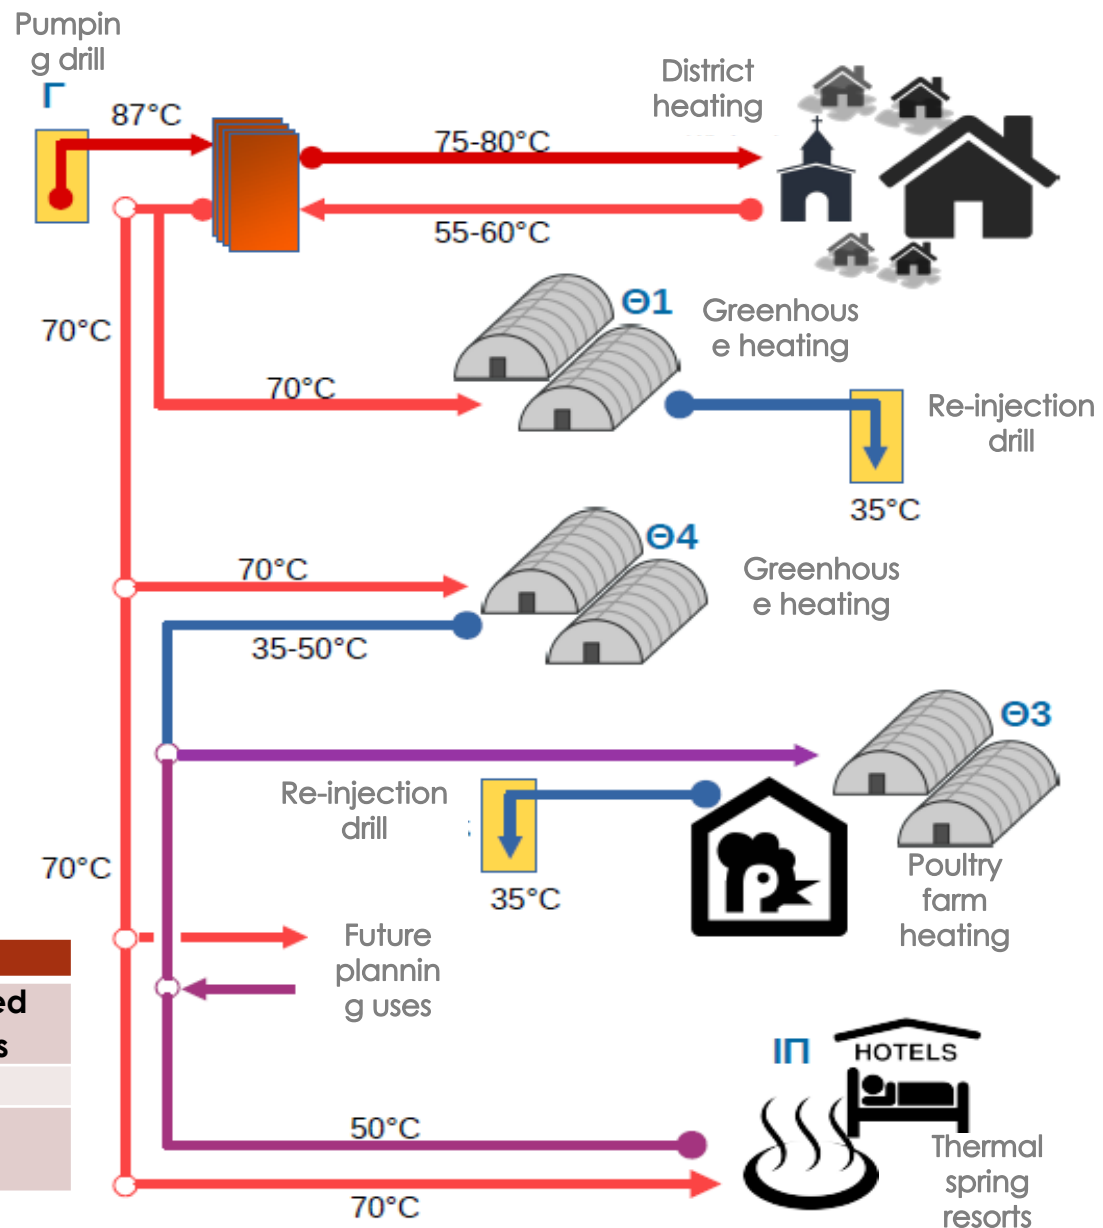 Pumpin
g drill
Γ
87°C
District
heating
75-80°C
55-60°C
70°C
Θ1
Greenhous
e heating
70°C
Re-injection
drill
35°C
Θ4
70°C
Greenhous
e heating
35-50°C
Θ3
Re-injection
drill
35°C
70°C
Poultry
farm
heating
Future
plannin
g uses
ed
s
ΙΠ
HOTELS
50°C
Thermal
spring
resorts
70°C